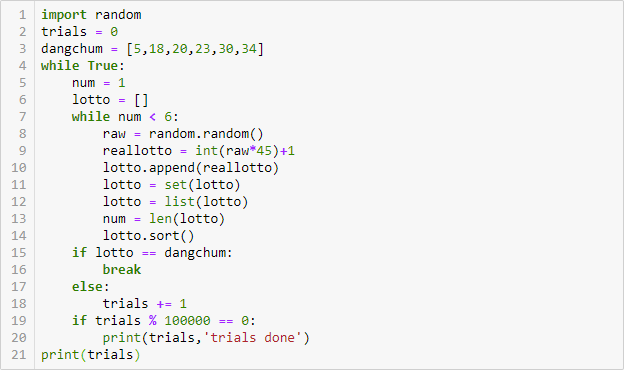 1 import random
2 trials = 0
3 dangchum = [5,18,20,23,30,34]
4 while True:
5     num = 1
6     lotto = []
7     while num < 6:
8         raw = random.random()
9         reallotto = int(raw*45)+1
10         lotto.append(reallotto)
11         lotto = set(lotto)
12         lotto = list(lotto)
13         num = len(lotto)
14         lotto.sort()
15     if lotto == dangchum:
16         break
17     else:
18         trials += 1
19     if trials % 100000 == 0:
20         print(trials,'trials done')
21 print(trials)